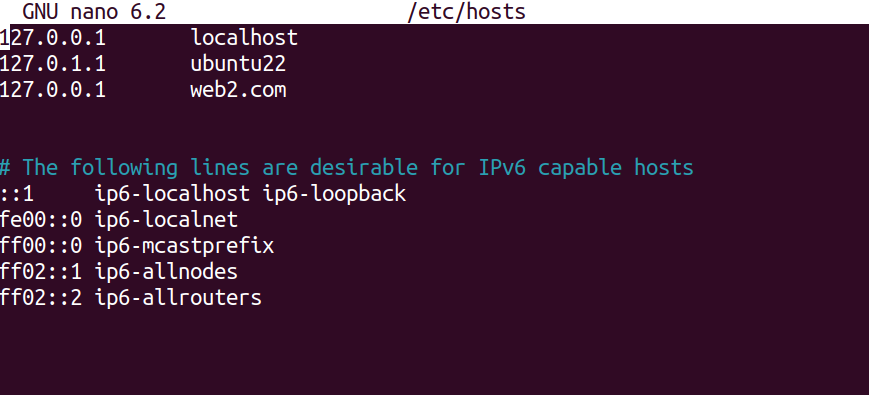 GNU nano 6.2 /etc/hosts
127.0.0.1 localhost
127.0.1.1 ubuntu22
127.0.0.1 web2.com
# The following lines are desirable for IPv6 capable hosts
::1 ip6-localhost ip6-loopback
fe00::0 ip6-localnet
ff00::0 ip6-mcastprefix
ff02::1 ip6-allnodes
ff02::2 ip6-allrouters